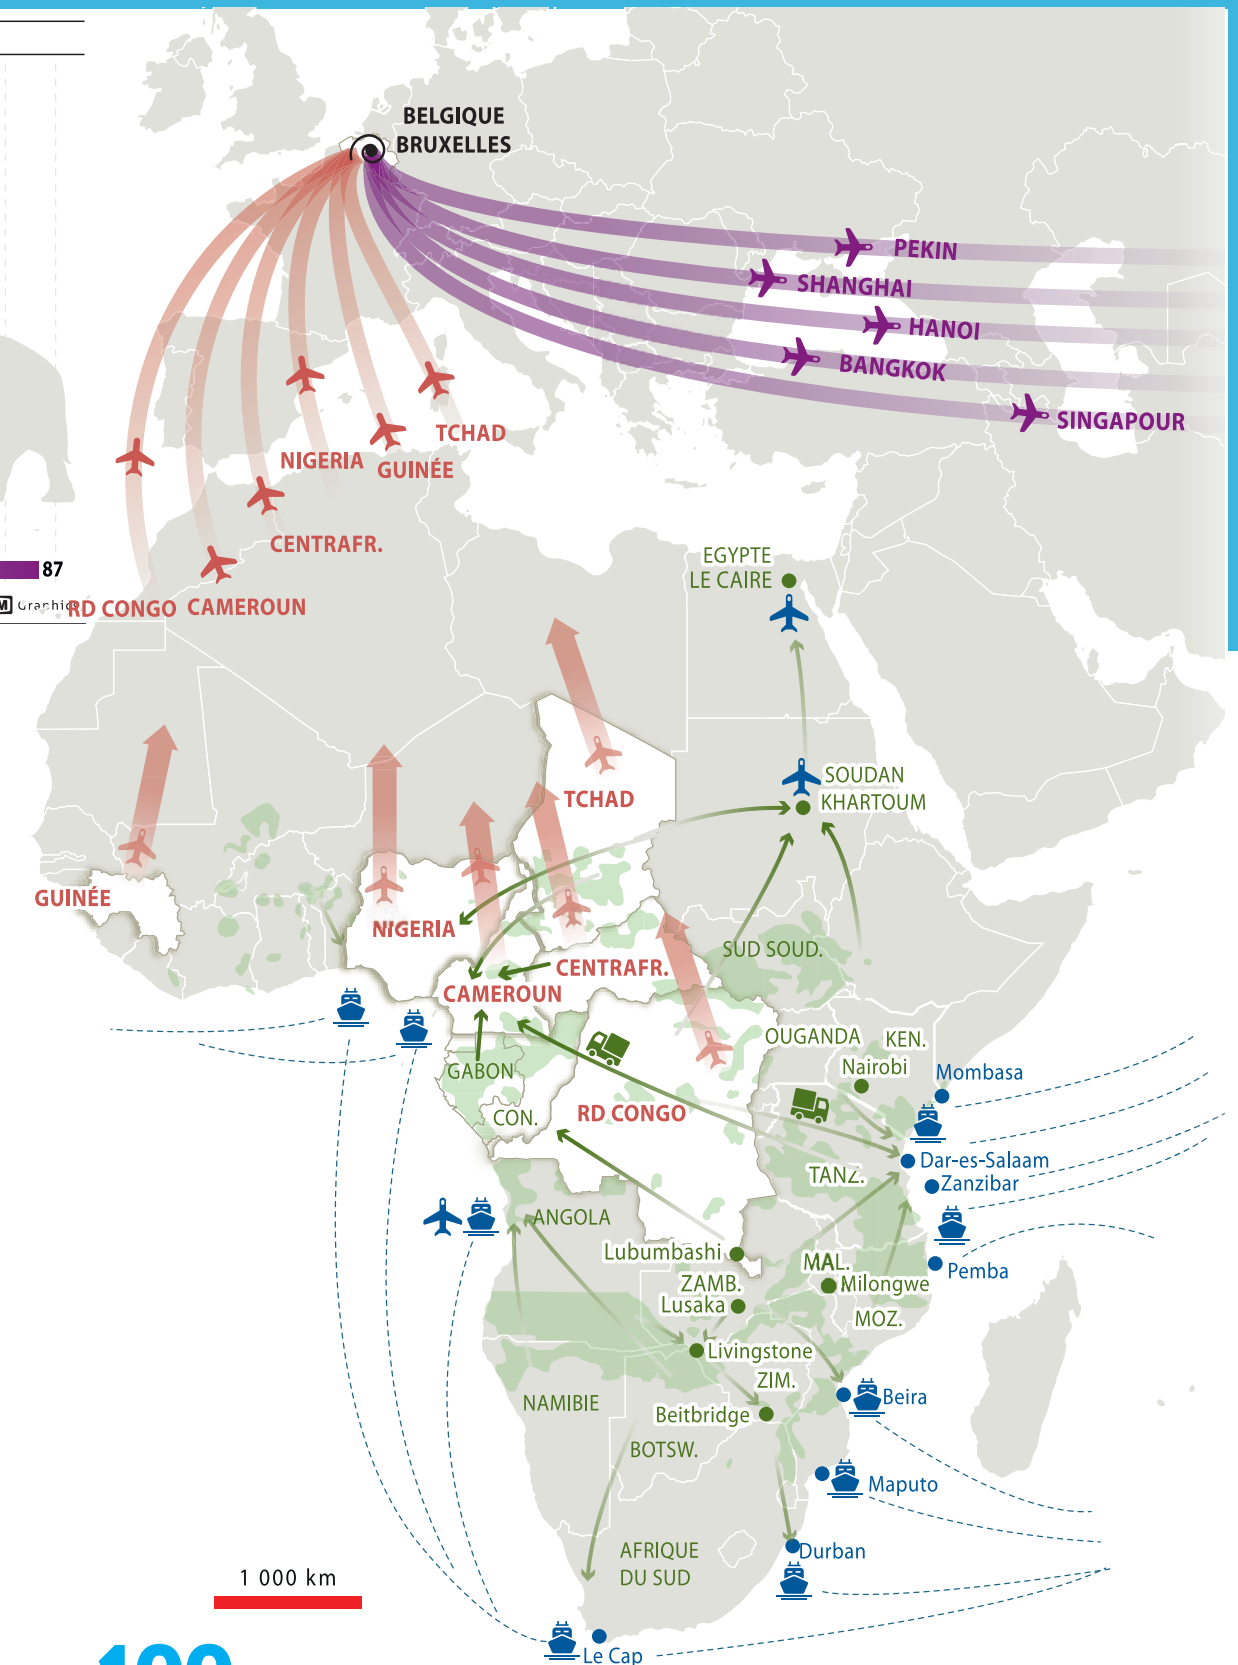 BELGIQUE
BRUXELLES
PEKIN
SHANGHAI
HANOI
BANGKOK
SINGAPOUR
TCHAD
NIGERIA
GUINÉE
CENTRAFR.
RD CONGO
CAMEROUN
87
M Graphics
EGYPTE
LE CAIRE
SOUDAN
KHARTOUM
TCHAD
GUINÉE
NIGERIA
SUD SOUD.
CENTRAFR.
CAMEROUN
OUGANDA
KEN.
Nairobi
Mombasa
GABON
CON.
RD CONGO
Dar-es-Salaam
TANZ.
Zanzibar
ANGOLA
Lubumbashi
MAL.
Pemba
ZAMB.
Milongwe
Lusaka
MOZ.
Livingstone
ZIM.
NAMIBIE
Beitbridge
Beira
BOTSW.
Maputo
AFRIQUE
DU SUD
Durban
1 000 km
Le Cap